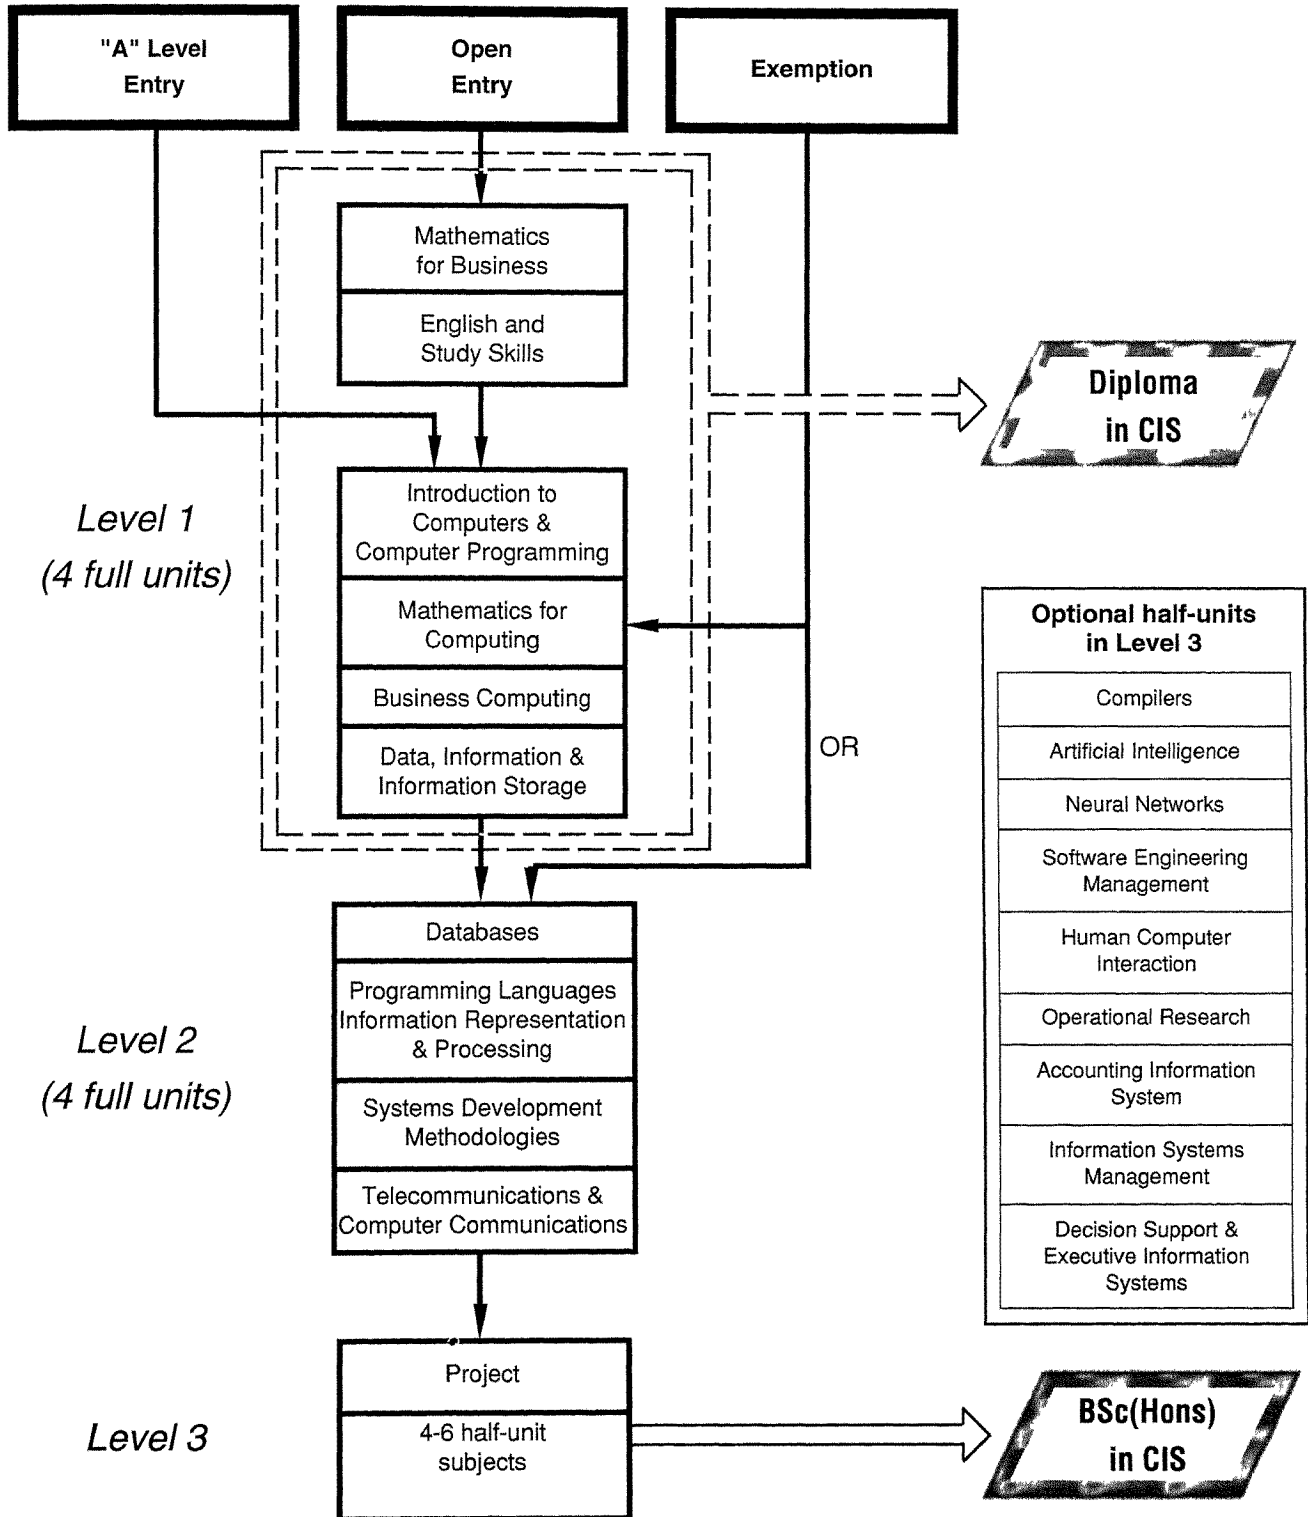 "A" Level
Entry
Open
Entry
Exemption
Mathematics
for Business
English and
Study Skills
Diploma
in CIS
Level 1
(4 full units)
Introduction to
Computers &
Computer Programming
Mathematics for
Computing
Business Computing
Data, Information &
Information Storage
OR
Optional half-units
in Level 3
Compilers
Artificial Intelligence
Neural Networks
Software Engineering
Management
Human Computer
Interaction
Operational Research
Accounting Information
System
Information Systems
Management
Decision Support &
Executive Information
Systems
Level 2
(4 full units)
Databases
Programming Languages
Information Representation
& Processing
Systems Development
Methodologies
Telecommunications &
Computer Communications
Level 3
Project
4-6 half-unit
subjects
BSc(Hons)
in CIS